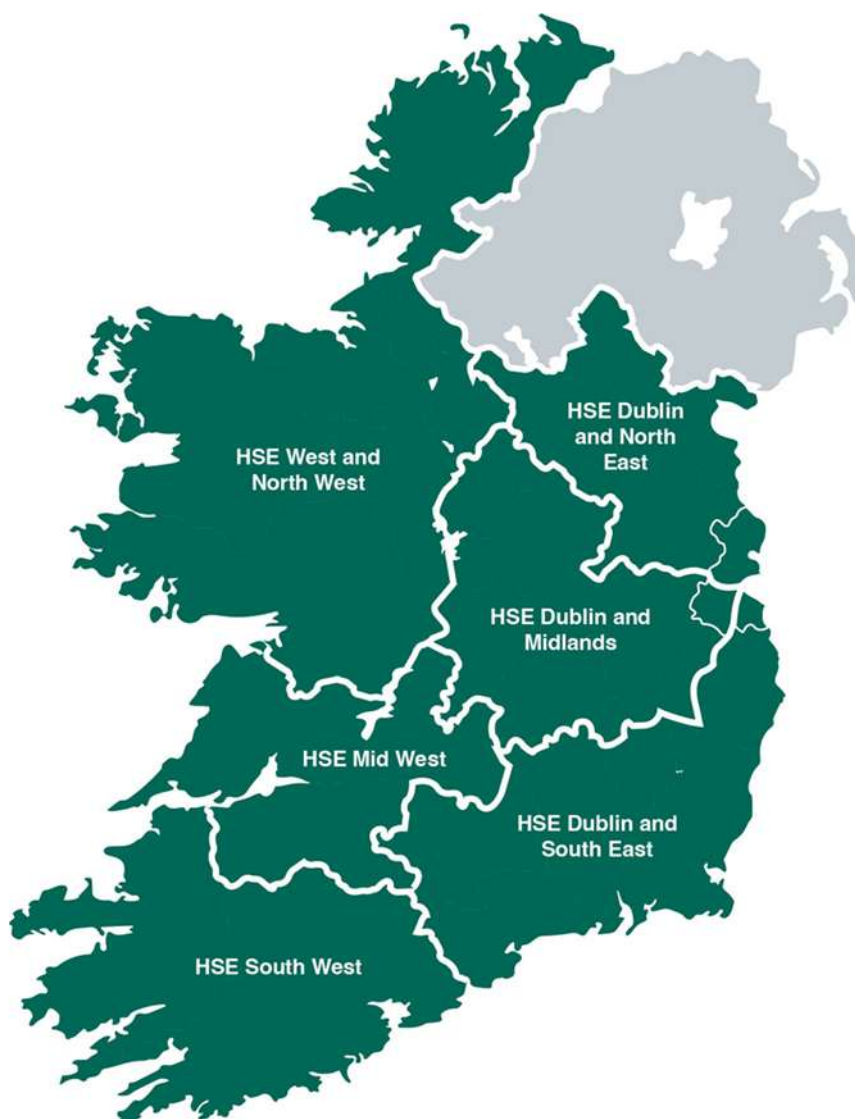 HSE Dublin
and North
East
HSE West and
North West
HSE Dublin and
Midlands
HSE Mid West
HSE Dublin and
South East
HSE South West